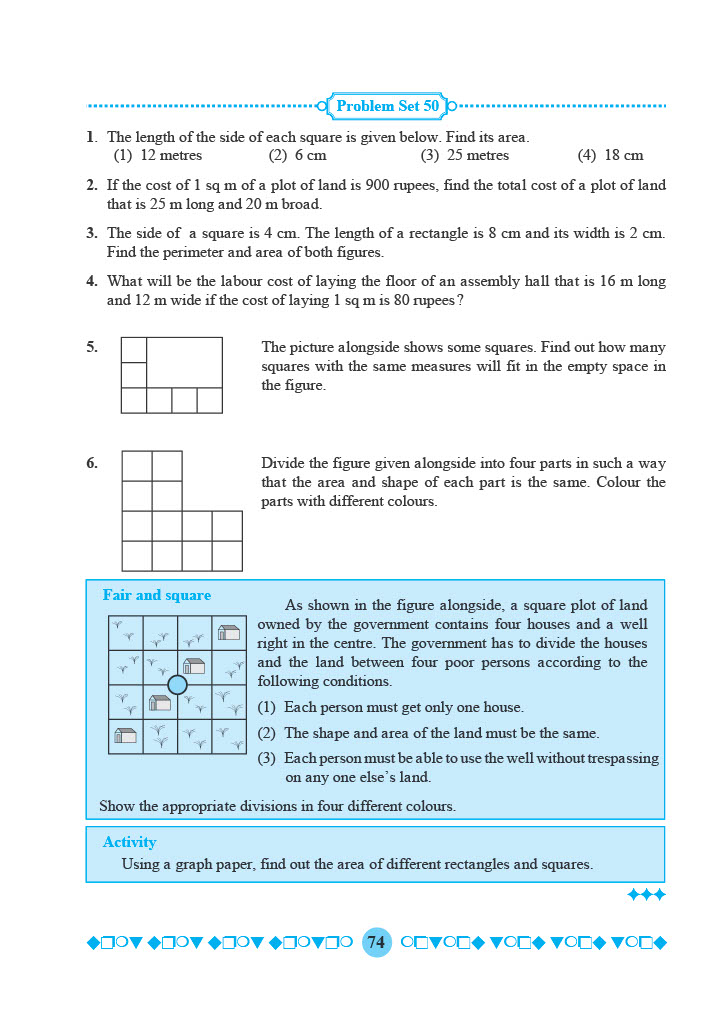 Problem Set 50
1. The length of the side of each square is given below. Find its area.
(1) 12 metres (2) 6 cm (3) 25 metres (4) 18 cm
2. If the cost of 1 sq m of a plot of land is 900 rupees, find the total cost of a plot of land
that is 25 m long and 20 m broad.
3. The side of a square is 4 cm. The length of a rectangle is 8 cm and its width is 2 cm.
Find the perimeter and area of both figures.
4. What will be the labour cost of laying the floor of an assembly hall that is 16 m long
and 12 m wide if the cost of laying 1 sq m is 80 rupees?
5. The picture alongside shows some squares. Find out how many
squares with the same measures will fit in the empty space in
the figure.
6. Divide the figure given alongside into four parts in such a way
that the area and shape of each part is the same. Colour the
parts with different colours.
Fair and square
As shown in the figure alongside, a square plot of land
owned by the government contains four houses and a well
right in the centre. The government has to divide the houses
and the land between four poor persons according to the
following conditions.
(1) Each person must get only one house.
(2) The shape and area of the land must be the same.
(3) Each person must be able to use the well without trespassing
on any one else's land.
Show the appropriate divisions in four different colours.
Activity
Using a graph paper, find out the area of different rectangles and squares.
74